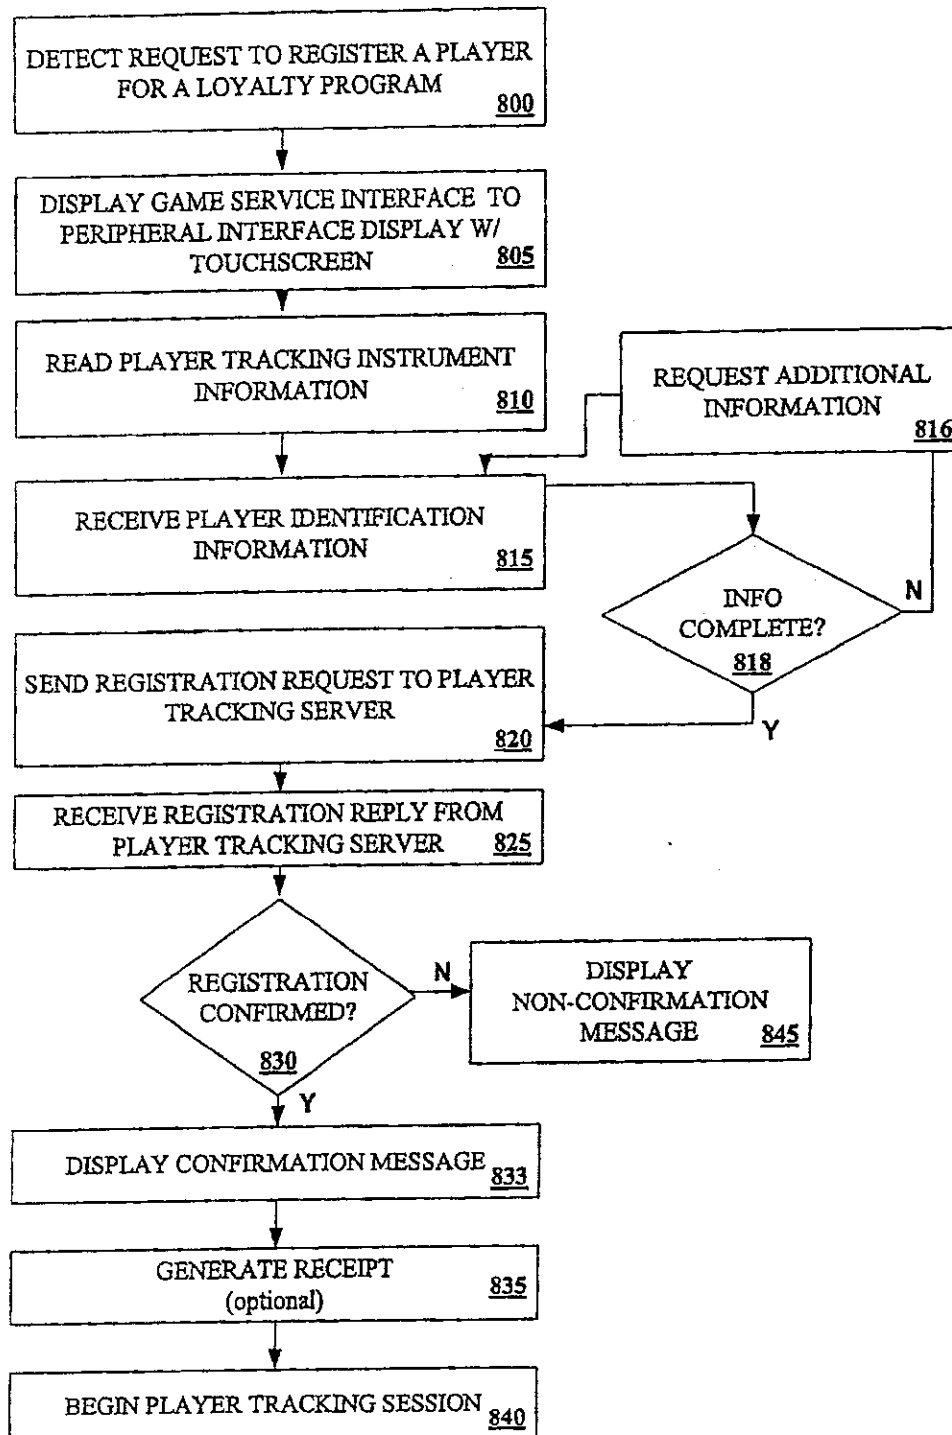 DETECT REQUEST TO REGISTER A PLAYER
FOR A LOYALTY PROGRAM
800
DISPLAY GAME SERVICE INTERFACE TO
PERIPHERAL INTERFACE DISPLAY W/
TOUCHSCREEN
805
READ PLAYER TRACKING INSTRUMENT
INFORMATION
810
REQUEST ADDITIONAL
INFORMATION
816
RECEIVE PLAYER IDENTIFICATION
INFORMATION
815
INFO
COMPLETE?
818
N
Y
SEND REGISTRATION REQUEST TO PLAYER
TRACKING SERVER
820
RECEIVE REGISTRATION REPLY FROM
PLAYER TRACKING SERVER
825
REGISTRATION
CONFIRMED?
830
N
Y
DISPLAY
NON-CONFIRMATION
MESSAGE
845
DISPLAY CONFIRMATION MESSAGE
833
GENERATE RECEIPT
(optional)
835
BEGIN PLAYER TRACKING SESSION
840